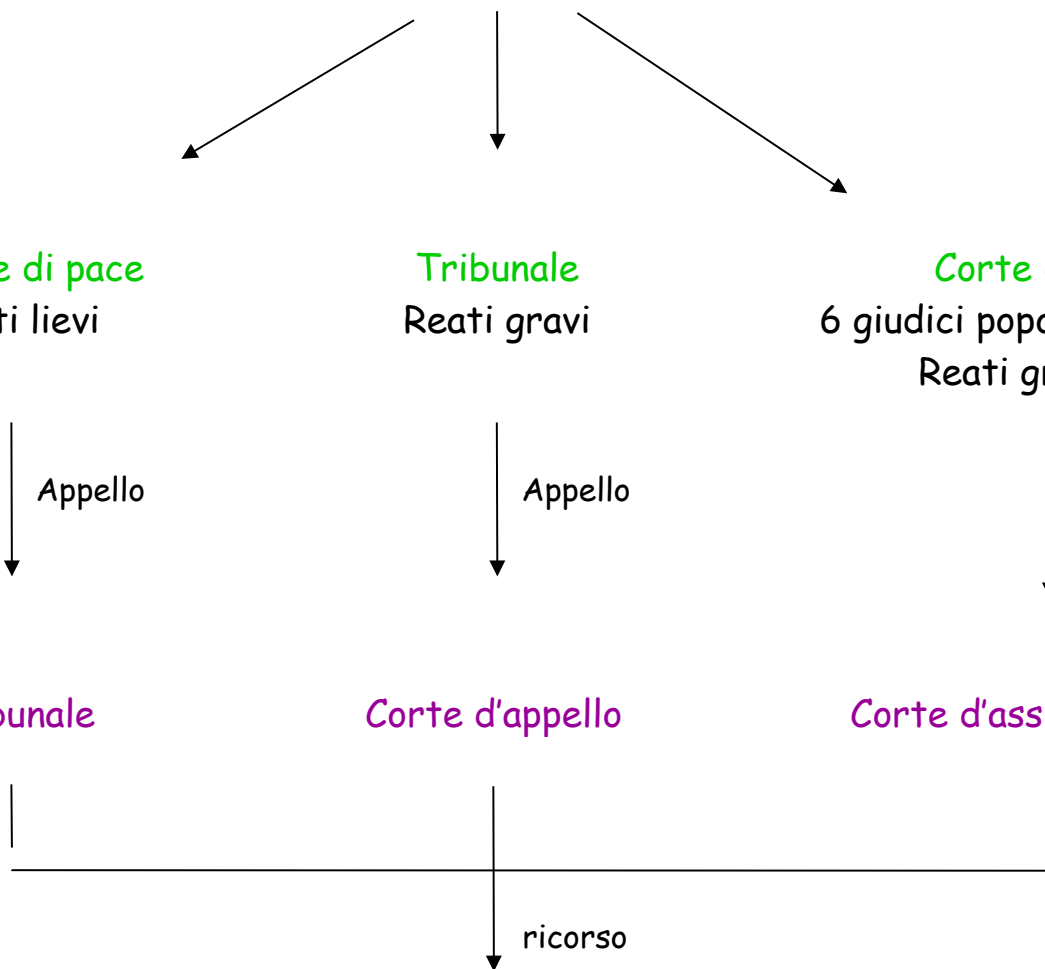 e di pace
Tribunale
Corte
ti lievi
Reati gravi
6 giudici popo
Reati gr
Appello
Appello
bunale
Corte d'appello
Corte d'ass
ricorso